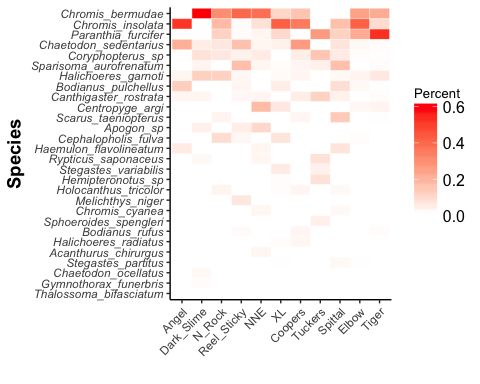 Chromis_bermudae
Chromis_insolata
Paranthia_furcifer
Chaetodon_sedentarius
Coryphopterus_sp
Sparisoma_aurofrenatum
Halichoeres_garnoti
Bodianus_pulchellus
Canthigaster_rostrata
Centropyge_argi
Scarus_taeniopterus
Apogon_sp
Cephalopholis_fulva
Haemulon_flavolineatum
Rypticus_saponaceus
Stegastes_variabilis
Hemipteronotus_sp
Holocanthus_tricolor
Melichthys_niger
Chromis_cyanea
Sphoeroides_spengleri
Bodianus_rufus
Halichoeres_radiatus
Acanthurus_chirurgus
Stegastes_partitus
Chaetodon_ocellatus
Gymnothorax_funerbris
Thalossoma_bifasciatum
Species
Angel
Dark_Slime
N_Rock
Reel_Sticky
NNE
XL
Coopers
Tuckers
Spittal
Elbow
Tiger
Percent
0.6
0.4
0.2
0.0